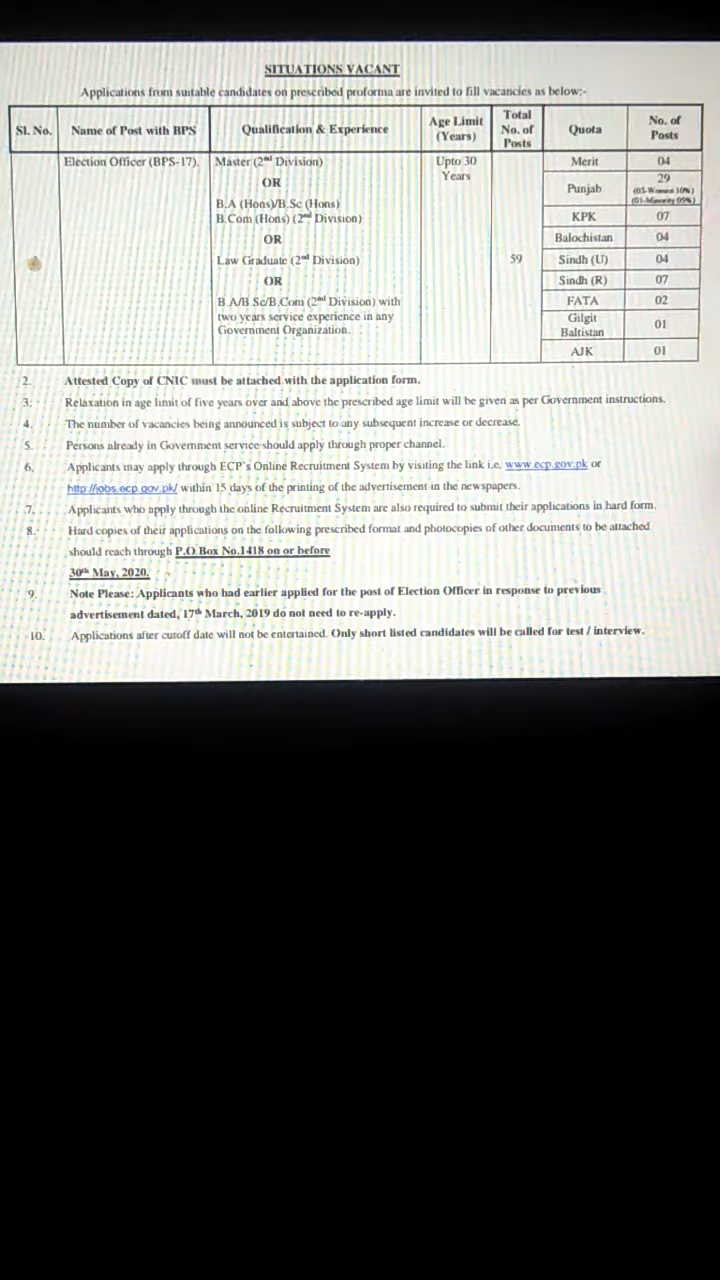 SITUATIONS VACANT
Applications from suitable candidates on prescribed proforma are invited to fill vacancies as below:-
Sl. No.
Name of Post with BPS
Qualification & Experience
Age Limit
(Years)
Total
No. of
Posts
Quota
No. of
Posts
Election Officer (BPS-17).
Master (2nd Division)
OR
B.A (Hons)/B.Sc (Hons)
B.Com (Hons) (2nd Division)
OR
Law Graduate (2nd Division)
OR
B.A/B.Sc/B.Com (2nd Division) with
two years service experience in any
Government Organization.
Upto 30
Years
59
Merit 04
Punjab 29
(03-Women 10%)
(01-Minority 05%)
KPK 07
Balochistan 04
Sindh (U) 04
Sindh (R) 07
FATA 02
Gilgit
Baltistan 01
AJK 01
2. Attested Copy of CNIC must be attached with the application form.
3. Relaxation in age limit of five years over and above the prescribed age limit will be given as per Government instructions.
4. The number of vacancies being announced is subject to any subsequent increase or decrease.
5. Persons already in Government service should apply through proper channel.
6. Applicants may apply through ECP's Online Recruitment System by visiting the link i.e. www.ecp.gov.pk or
http://jobs.ecp.gov.pk/ within 15 days of the printing of the advertisement in the newspapers.
7. Applicants who apply through the online Recruitment System are also required to submit their applications in hard form.
8. Hard copies of their applications on the following prescribed format and photocopies of other documents to be attached
should reach through P.O.Box No.1418 on or before
30th May, 2020.
9. Note Please: Applicants who had earlier applied for the post of Election Officer in response to previous
advertisement dated, 17th March, 2019 do not need to re-apply.
10. Applications after cutoff date will not be entertained. Only short listed candidates will be called for test / interview.